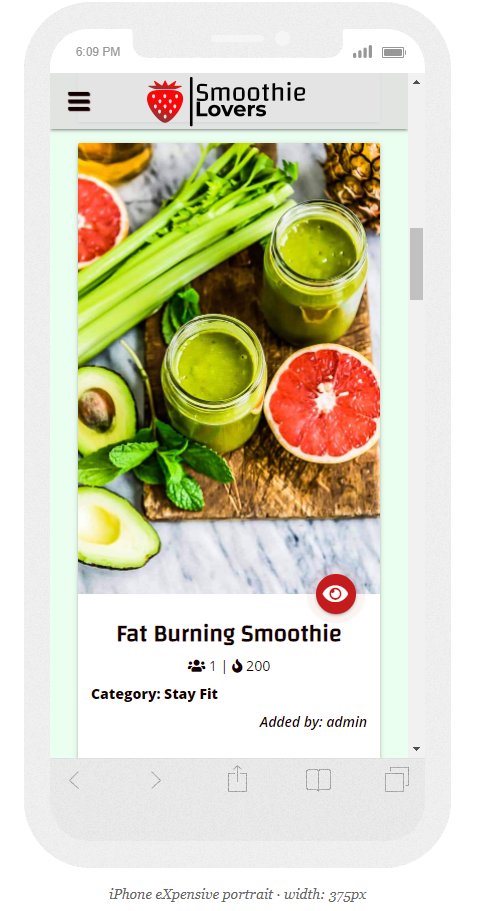 6:09 PM
Smoothie
Lovers
Fat Burning Smoothie
1 | 200
Category: Stay Fit
Added by: admin
iPhone eXpensive portrait · width: 375px